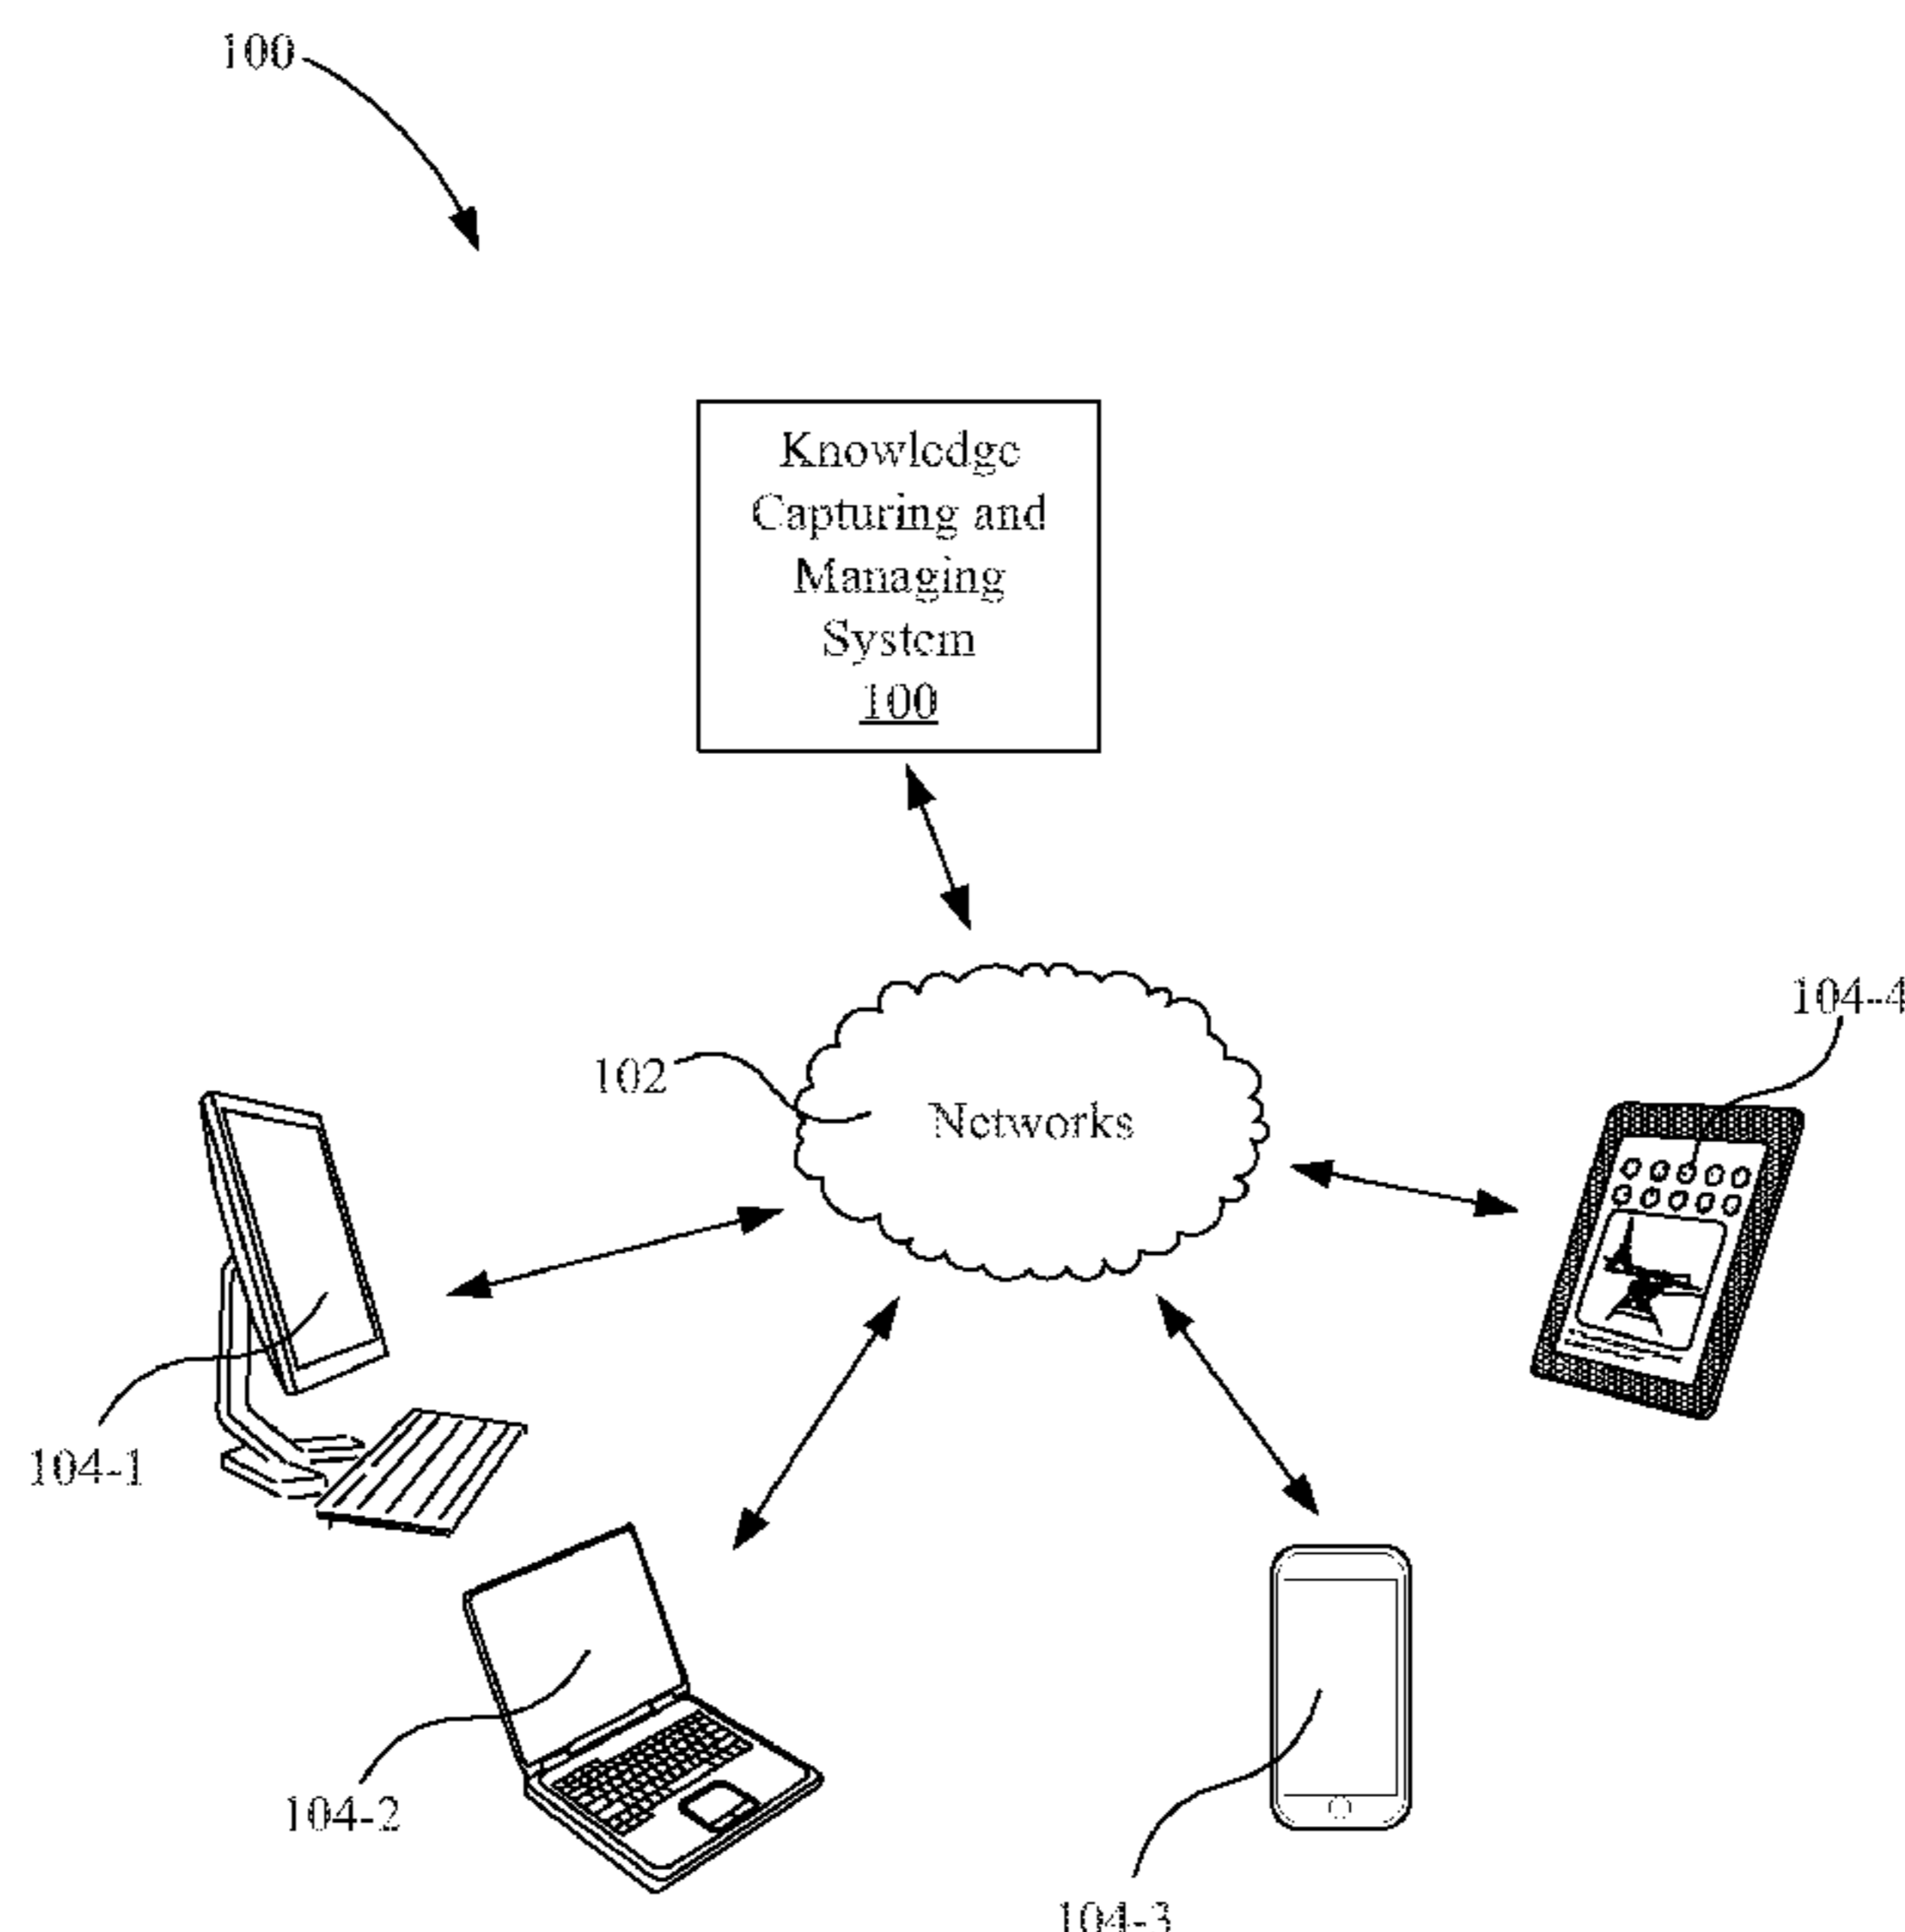 100
Knowledge
Capturing and
Managing
System
100
104-4
102
Networks
104-1
104-2
104-3